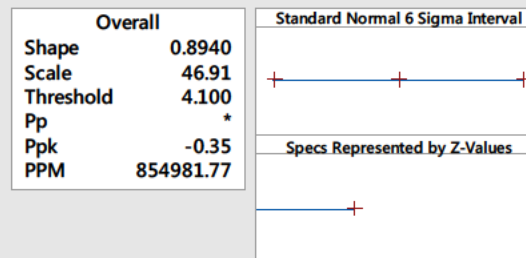 Overall
Shape 0.8940
Scale 46.91
Threshold 4.100
Pp *
Ppk -0.35
PPM 854981.77
Standard Normal 6 Sigma Interval
Specs Represented by Z-Values